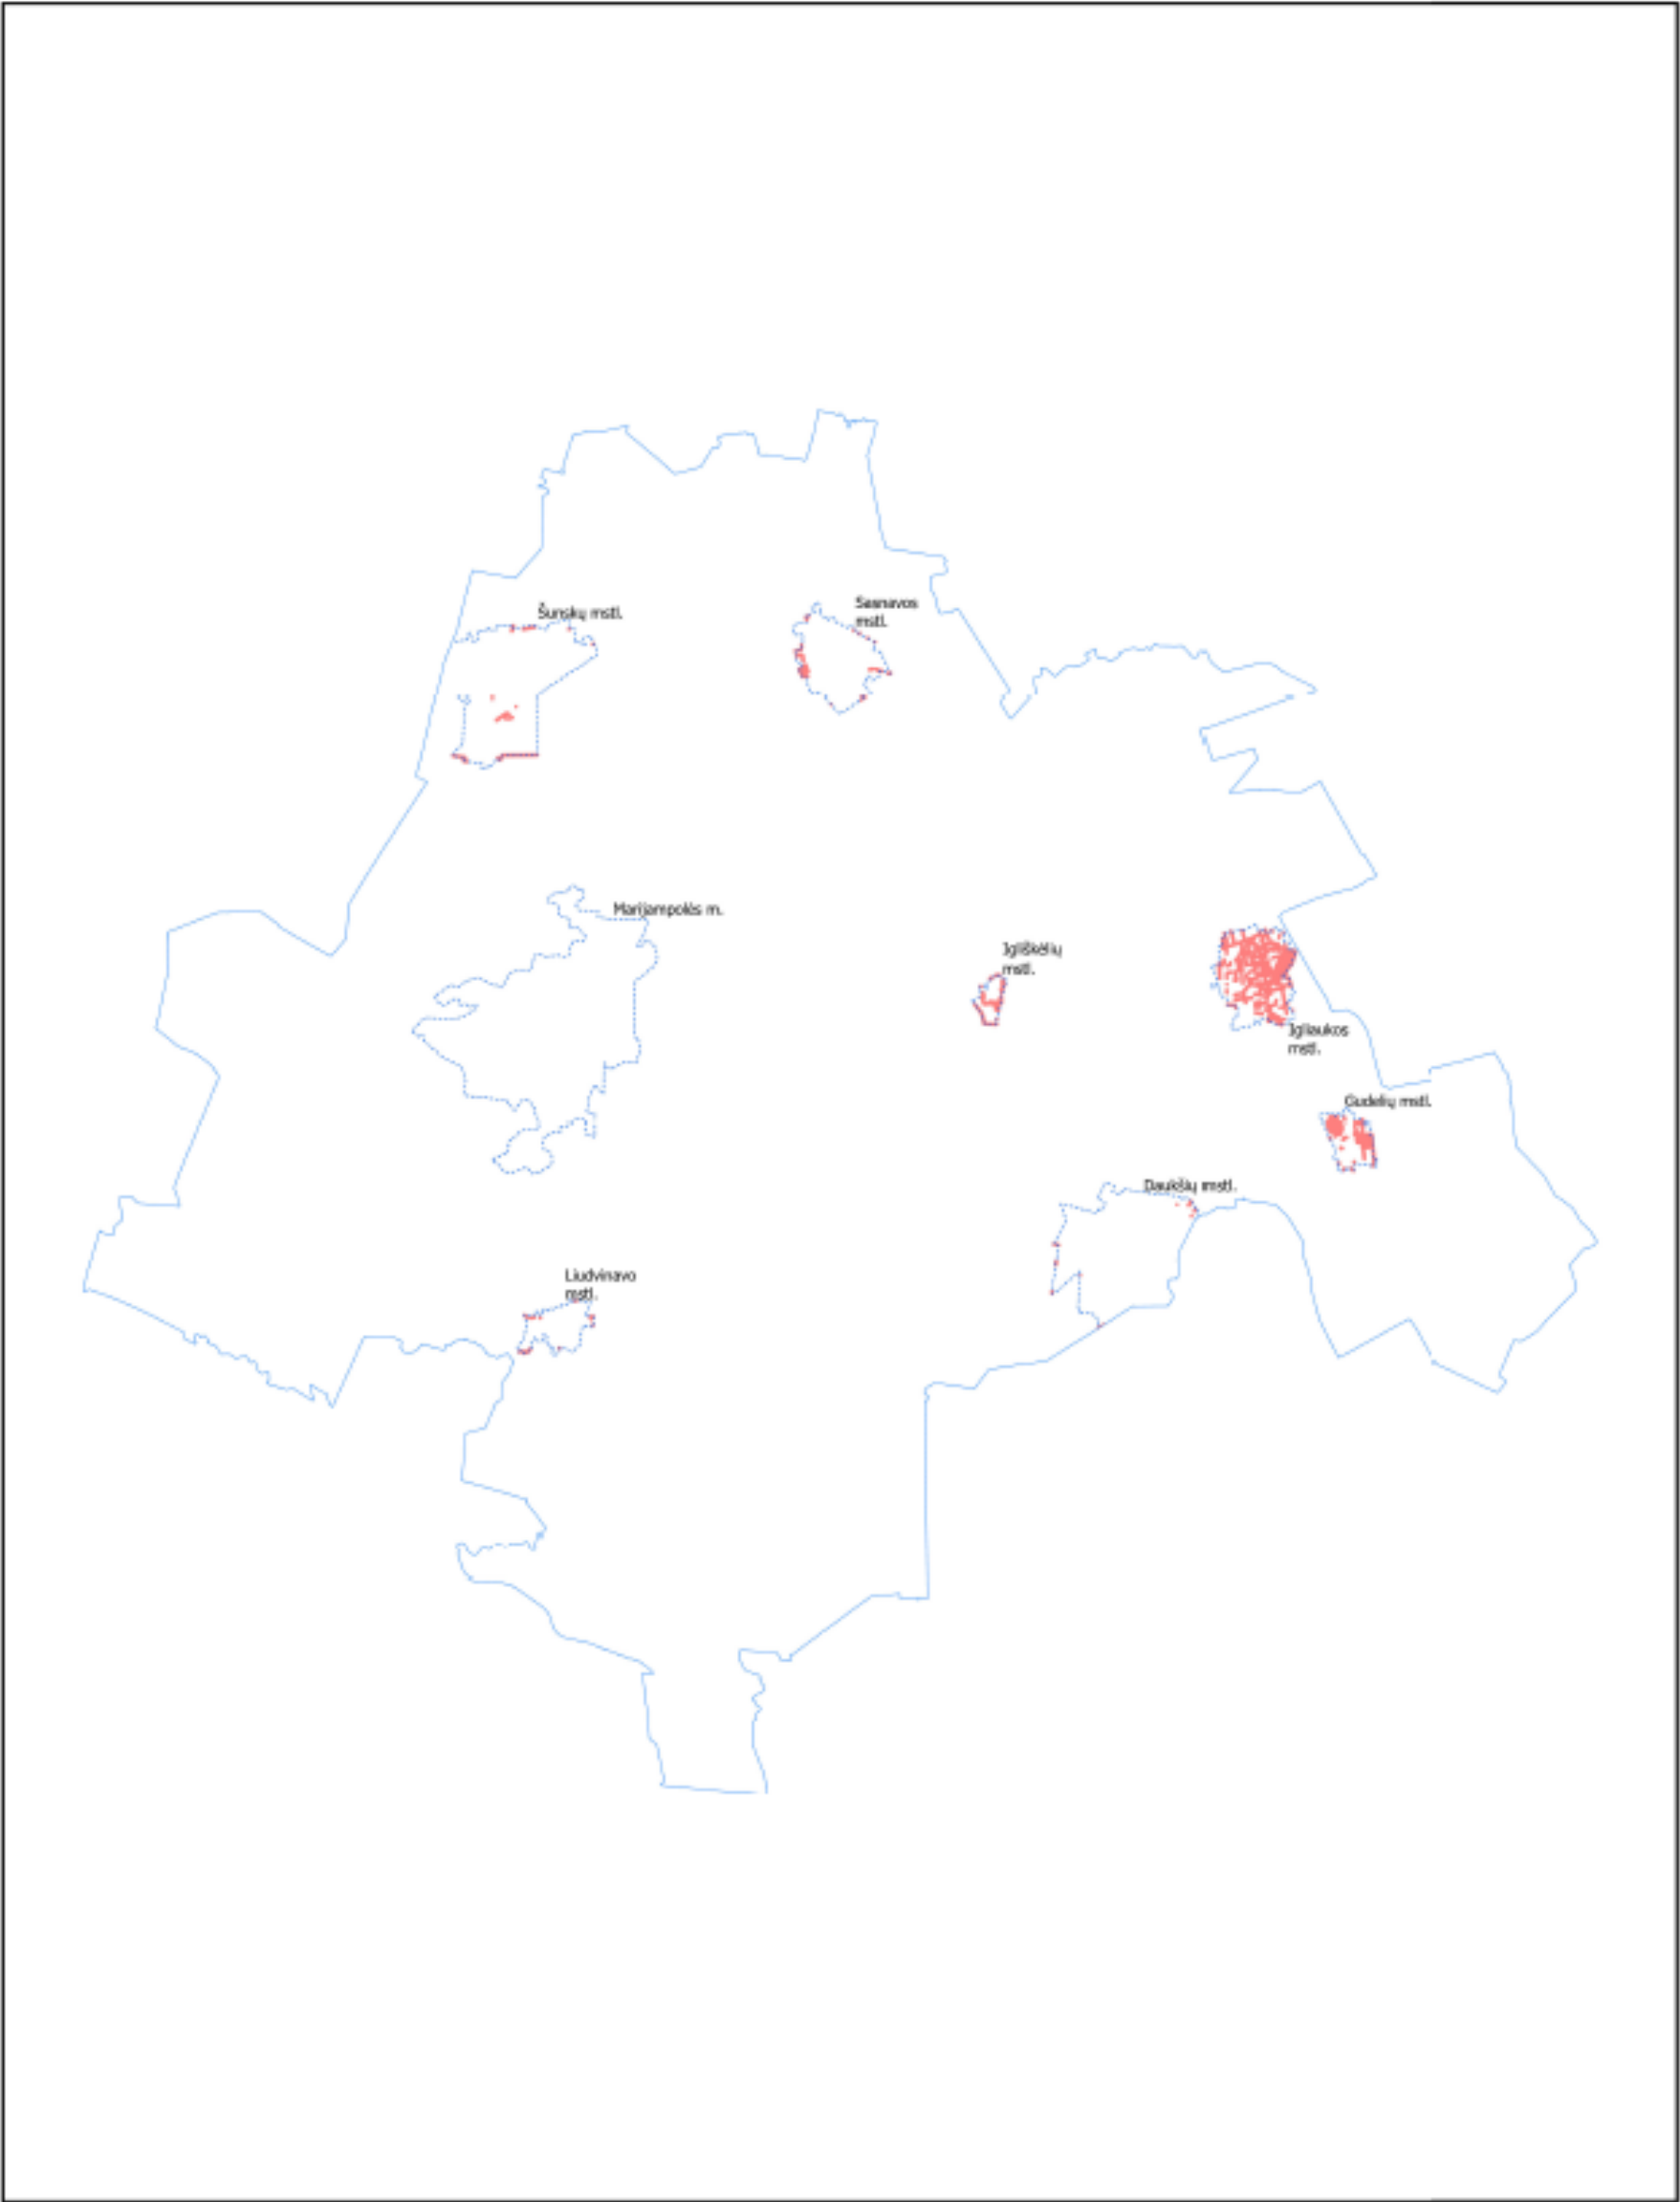 Šunskų mstl.
Sasnavos
mstl.
Marijampolės m.
Igliškėlių
mstl.
Igliaukos
mstl.
Gudelių mstl.
Daukšių mstl.
Liudvinavo
mstl.